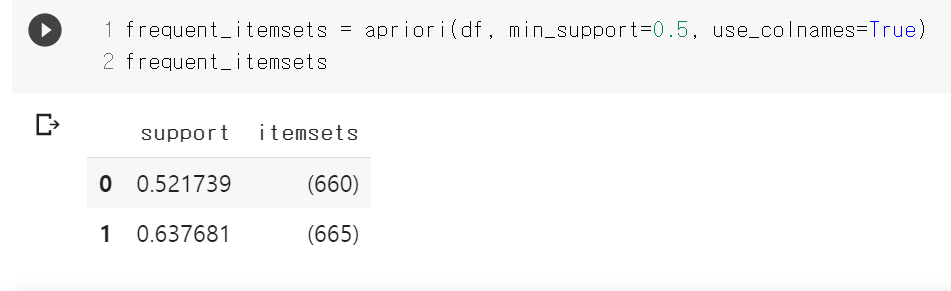 1 frequent_itemsets = apriori(df, min_support=0.5, use_colnames=True)
2 frequent_itemsets
support itemsets
0 0.521739 (660)
1 0.637681 (665)